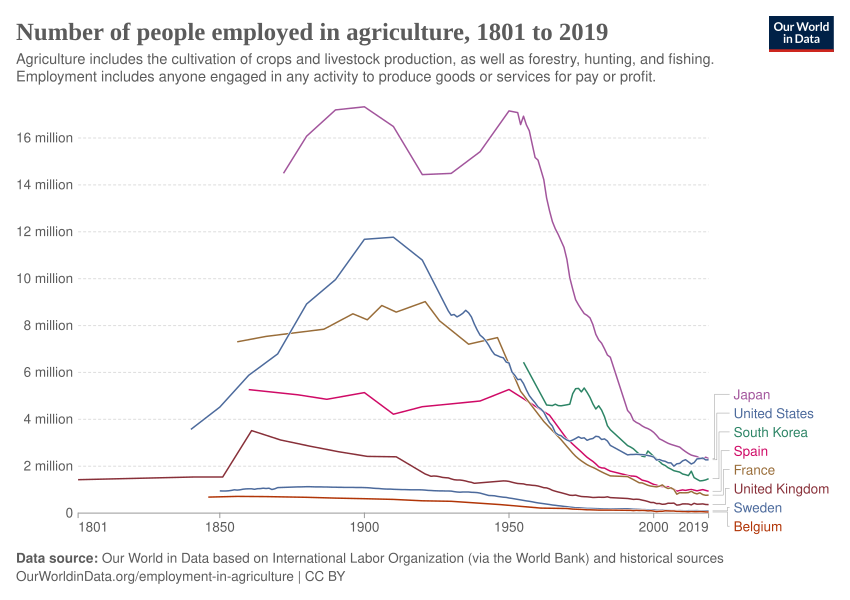 Number of people employed in agriculture, 1801 to 2019
Our World
in Data
Agriculture includes the cultivation of crops and livestock production, as well as forestry, hunting, and fishing.
Employment includes anyone engaged in any activity to produce goods or services for pay or profit.
16 million
14 million
12 million
10 million
8 million
6 million
4 million
2 million
0
1801
1850
1900
1950
2000
2019
Japan
United States
South Korea
Spain
France
United Kingdom
Sweden
Belgium
Data source: Our World in Data based on International Labor Organization (via the World Bank) and historical sources
OurWorldinData.org/employment-in-agriculture | CC BY